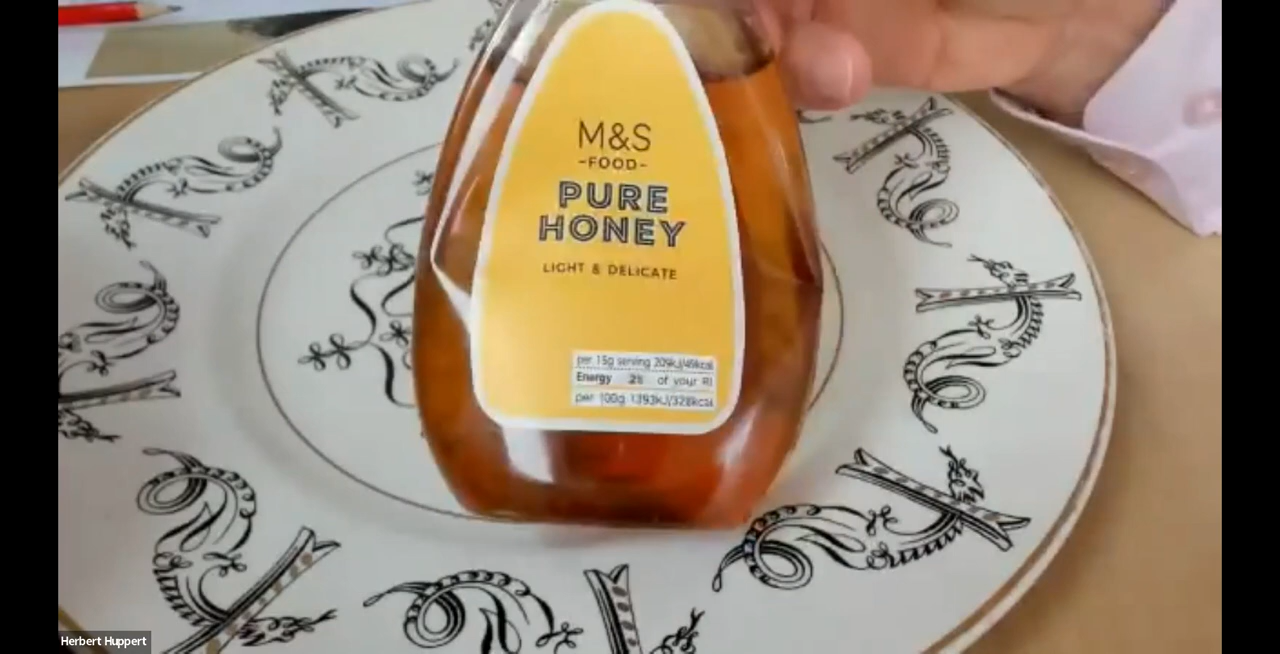 M&S
-FOOD-
PURE
HONEY
LIGHT & DELICATE
per 15g serving 209kJ/49kcal
Energy 2% of your RI
per 100g 1393kJ/328kcal
Herbert Huppert